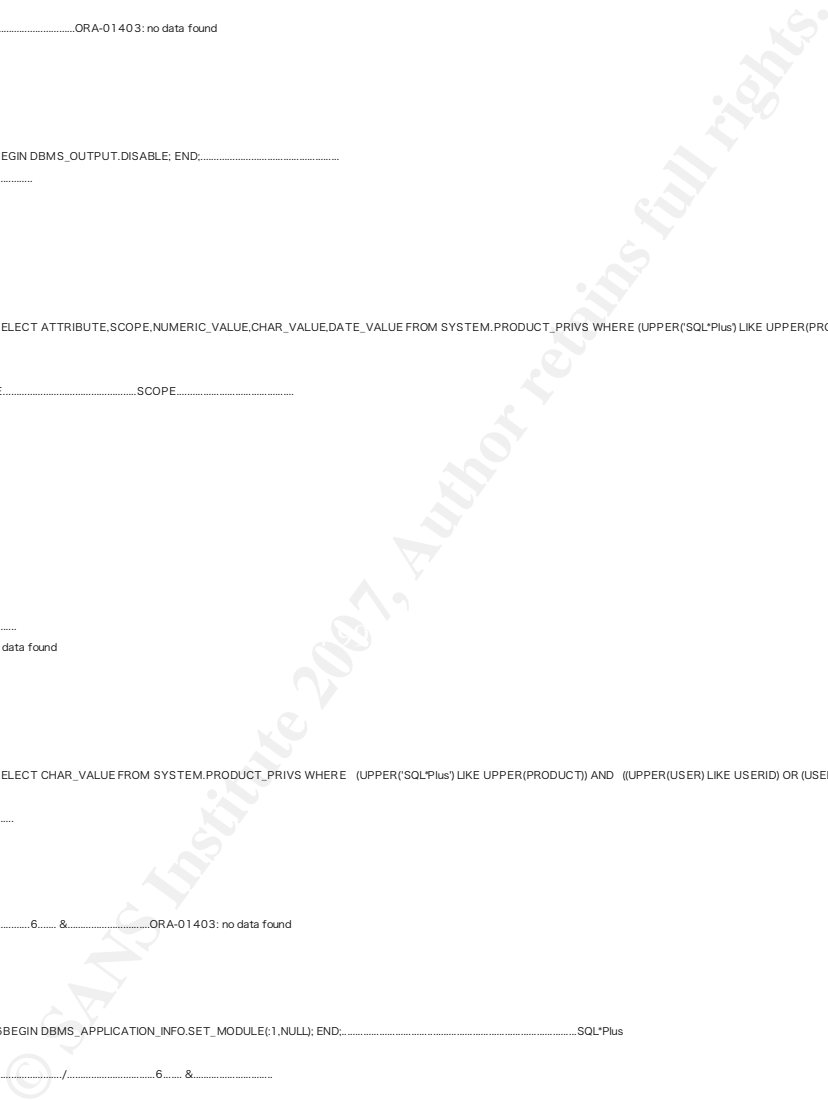 ..............................ORA-01403: no data found
EGIN DBMS_OUTPUT.DISABLE; END;....................................................
.............
ELECT ATTRIBUTE,SCOPE,NUMERIC_VALUE,CHAR_VALUE,DATE_VALUE FROM SYSTEM.PRODUCT_PRIVS WHERE (UPPER('SQL*Plus') LIKE UPPER(PRO
E..................................................SCOPE............................................
......
data found
ELECT CHAR_VALUE FROM SYSTEM.PRODUCT_PRIVS WHERE   (UPPER('SQL*Plus') LIKE UPPER(PRODUCT)) AND   ((UPPER(USER) LIKE USERID) OR (USE
.....
...........6....... &...............................ORA-01403: no data found
BEGIN DBMS_APPLICATION_INFO.SET_MODULE(:1,NULL); END;........................................................................................SQL*Plus
......................./.................................6....... &..............................
© SANS Institute 2007, Author retains full rights.